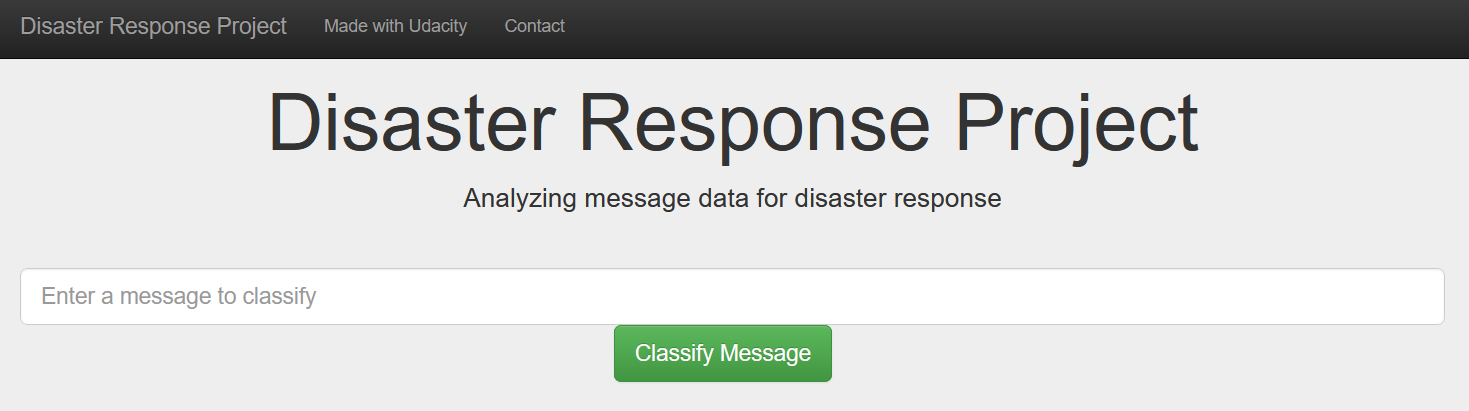 Disaster Response Project Made with Udacity Contact
Disaster Response Project
Analyzing message data for disaster response
Enter a message to classify
Classify Message